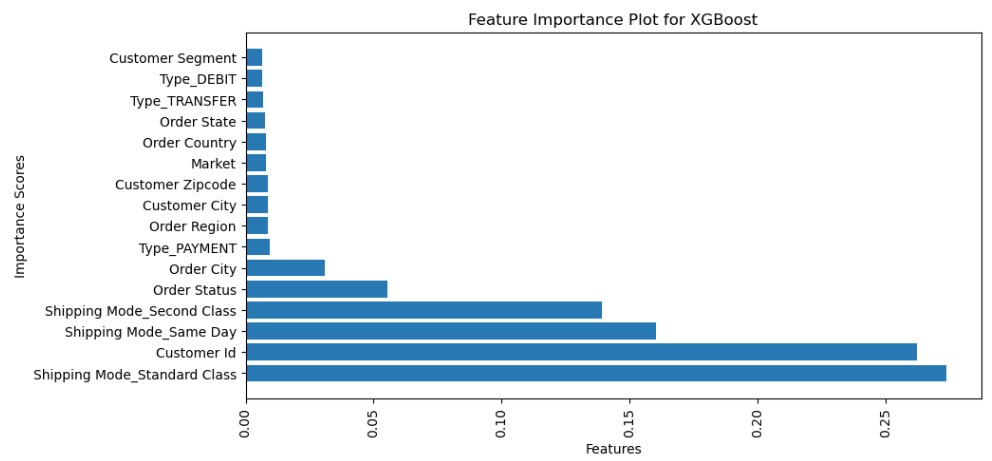 Feature Importance Plot for XGBoost
Importance Scores
Customer Segment
Type_DEBIT
Type_TRANSFER
Order State
Order Country
Market
Customer Zipcode
Customer City
Order Region
Type_PAYMENT
Order City
Order Status
Shipping Mode_Second Class
Shipping Mode_Same Day
Customer Id
Shipping Mode_Standard Class
0.00
0.05
0.10
0.15
0.20
0.25
Features